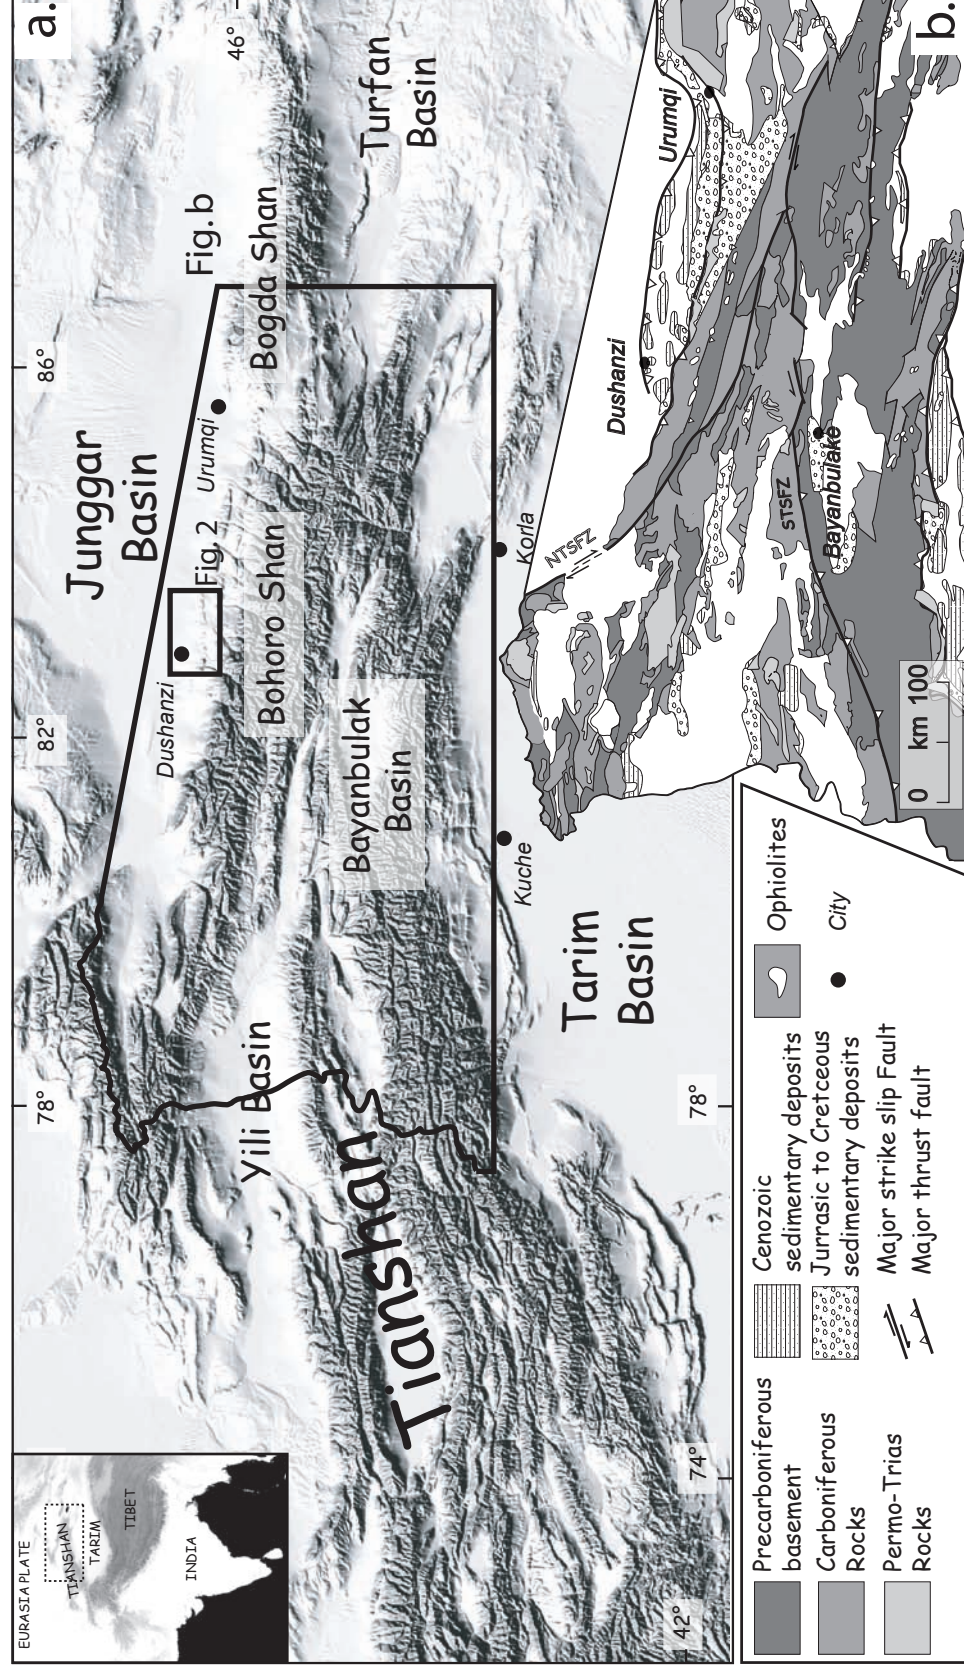 a.
EURASIA PLATE
TIANSHAN
TARIM
TIBET
INDIA
Junggar
Basin
46°
86°
82°
78°
Fig. b
Bogda Shan
Turfan
Basin
Urumqi
Fig. 2
Dushanzi
Bohoro Shan
Bayanbulak
Basin
Yili Basin
Tianshan
Korla
Kuche
Tarim
Basin
78°
74°
42°
b.
Urumqi
Dushanzi
NTSFZ
STSFZ
Bayanbulake
0 km 100
Precarboniferous
basement
Carboniferous
Rocks
Permo-Trias
Rocks
Cenozoic
sedimentary deposits
Jurrasic to Cretceous
sedimentary deposits
Major strike slip Fault
Major thrust fault
Ophiolites
City